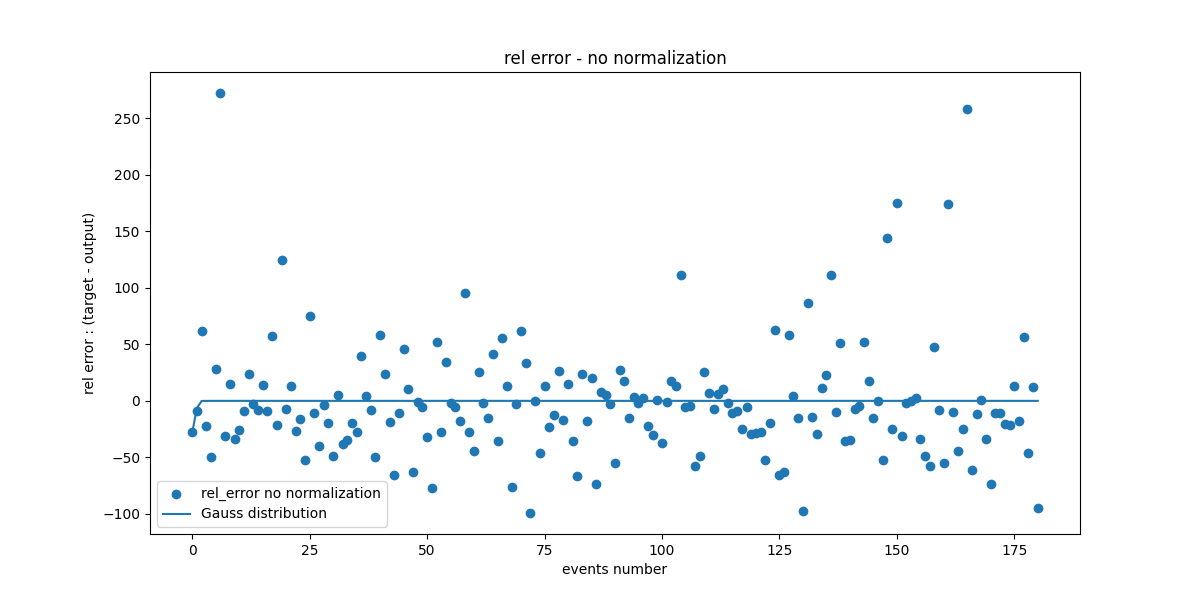 rel error - no normalization
rel error : (target - output)
250
200
150
100
50
0
−50
−100
rel_error no normalization
Gauss distribution
0 25 50 75 100 125 150 175
events number